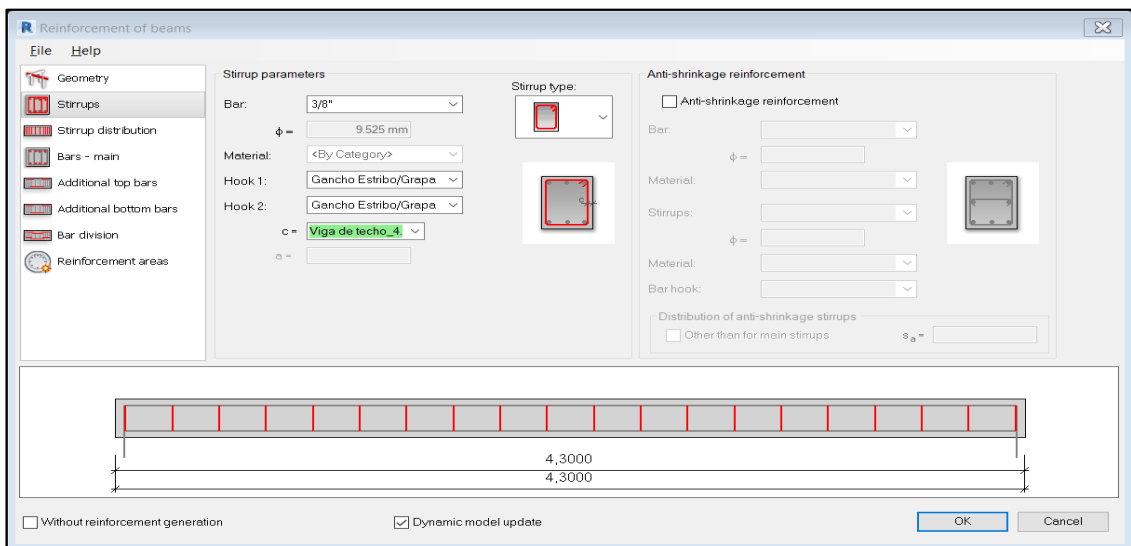 R Reinforcement of beams
File Help
Geometry
Stirrups
Stirrup distribution
Bars - main
Additional top bars
Additional bottom bars
Bar division
Reinforcement areas
Stirrup parameters
Bar: 3/8"
ϕ = 9.525 mm
Material: <By Category>
Hook 1: Gancho Estribo/Grapa
Hook 2: Gancho Estribo/Grapa
c = Viga de techo_4.
a =
Stirrup type:
c
Anti-shrinkage reinforcement
Anti-shrinkage reinforcement
Bar:
ϕ =
Material:
Stirrups:
ϕ =
Material:
Bar hook:
Distribution of anti-shrinkage stirrups
Other than for main stirrups sa =
4,3000
4,3000
Without reinforcement generation
Dynamic model update
OK
Cancel